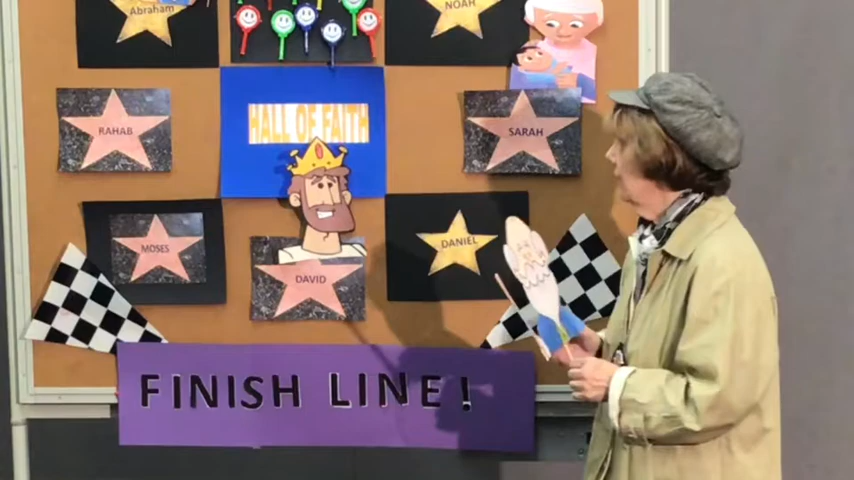 Abraham
NOAH
RAHAB
HALL OF FAITH
SARAH
MOSES
DAVID
DANIEL
FINISH LINE!